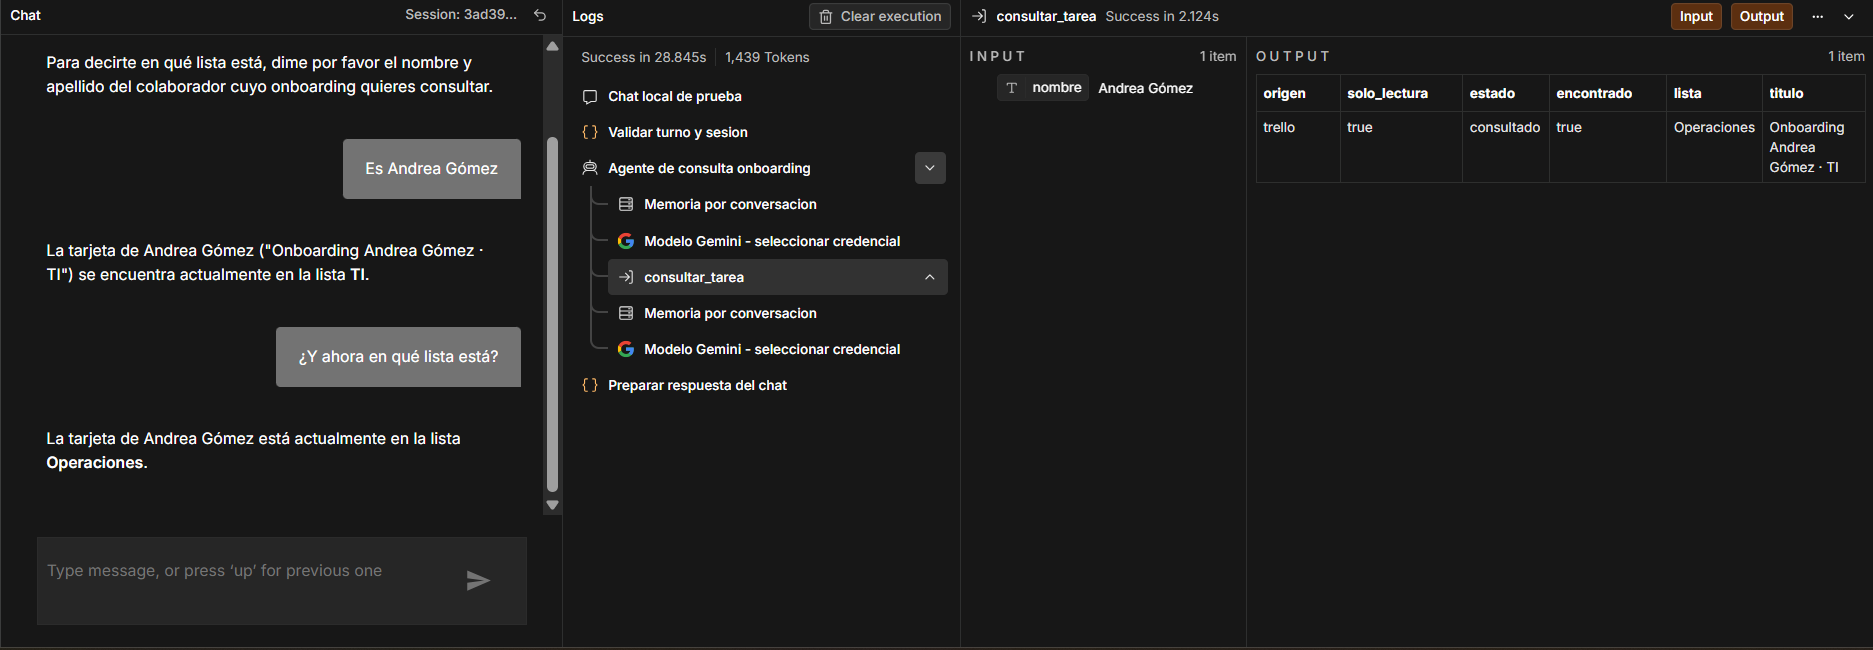 Chat
Session: 3ad39...
Para decirte en qué lista está, dime por favor el nombre y
apellido del colaborador cuyo onboarding quieres consultar.
Es Andrea Gómez
La tarjeta de Andrea Gómez ("Onboarding Andrea Gómez ·
TI") se encuentra actualmente en la lista TI.
¿Y ahora en qué lista está?
La tarjeta de Andrea Gómez está actualmente en la lista
Operaciones.
Type message, or press ‘up’ for previous one
Logs
Clear execution
Success in 28.845s
1,439 Tokens
Chat local de prueba
Validar turno y sesion
Agente de consulta onboarding
Memoria por conversacion
Modelo Gemini - seleccionar credencial
consultar_tarea
Memoria por conversacion
Modelo Gemini - seleccionar credencial
Preparar respuesta del chat
consultar_tarea Success in 2.124s
Input
Output
...
INPUT
1 item
T nombre Andrea Gómez
OUTPUT
1 item
origen solo_lectura estado encontrado lista titulo
trello true consultado true Operaciones Onboarding
Andrea
Gómez · TI